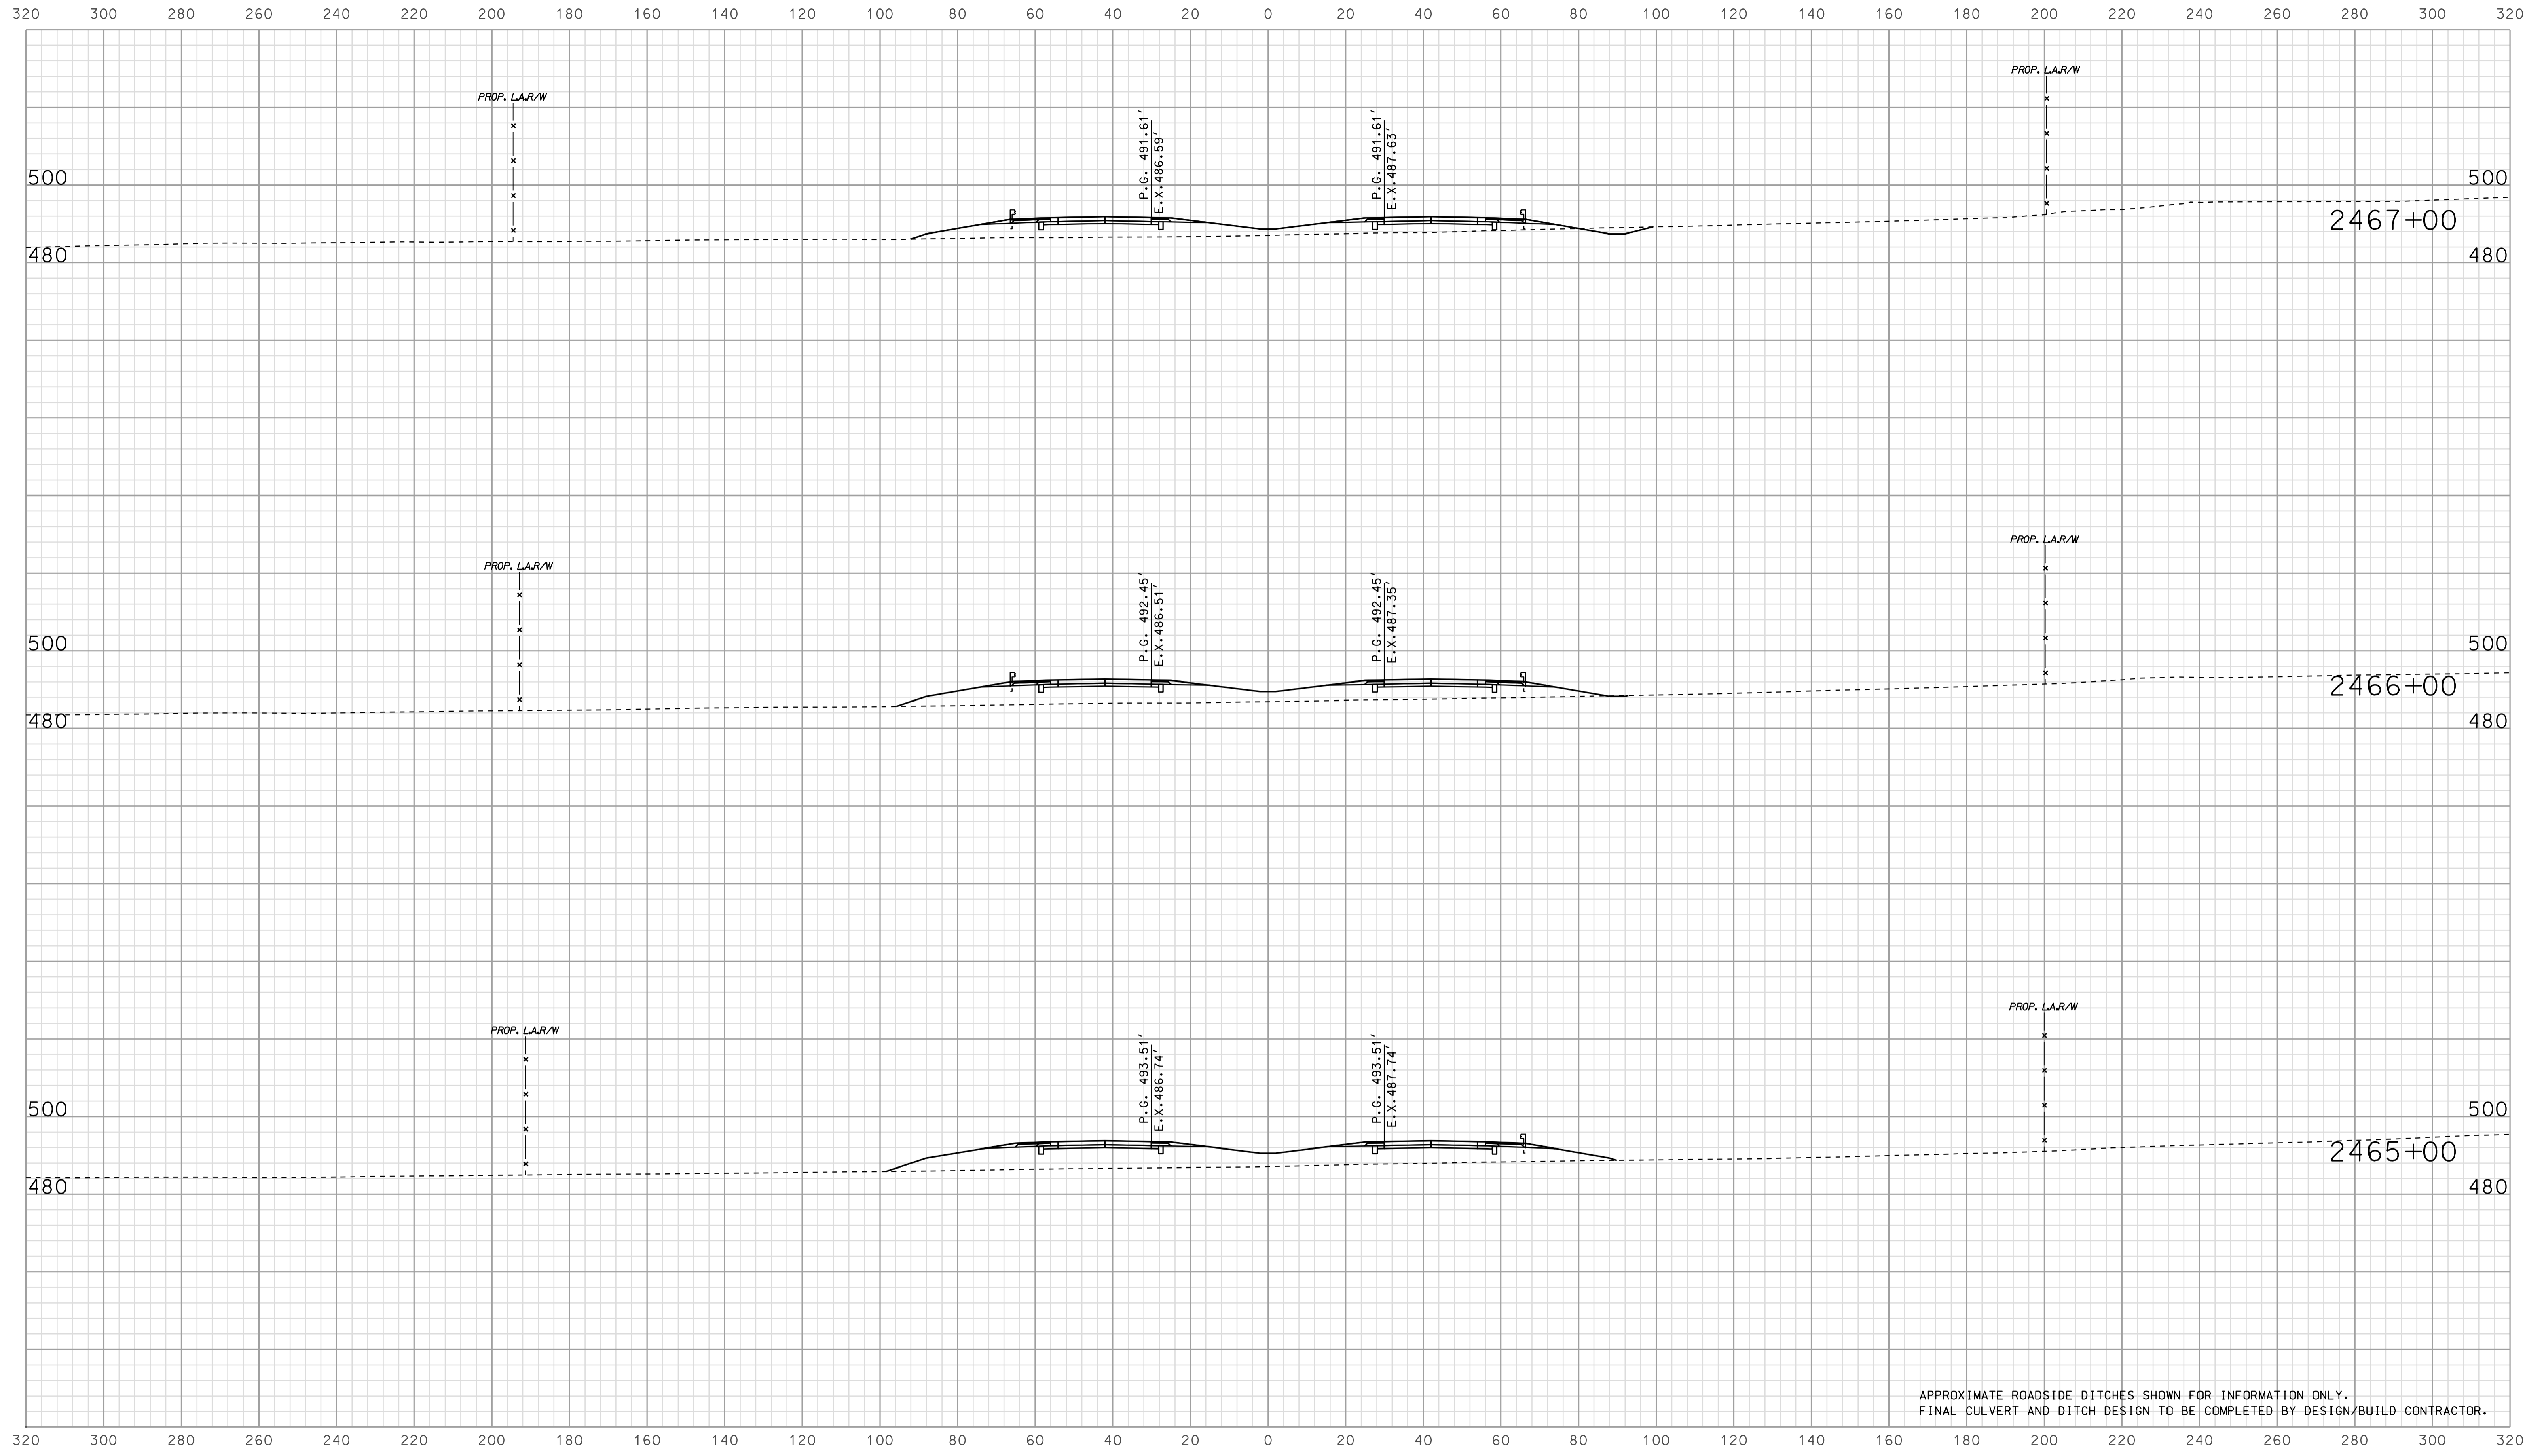 320 300 280 260 240 220 200 180 160 140 120 100 80 60 40 20 0 20 40 60 80 100 120 140 160 180 200 220 240 260 280 300 320
PROP. L.A.R/W
PROP. L.A.R/W
P.G. 491.61'
E.X.486.59'
P.G. 491.61'
E.X.487.63'
500 500
2467+00
480 480
PROP. L.A.R/W
PROP. L.A.R/W
P.G. 492.45'
E.X.486.51'
P.G. 492.45'
E.X.487.35'
500 500
2466+00
480 480
PROP. L.A.R/W
PROP. L.A.R/W
P.G. 493.51'
E.X.486.74'
P.G. 493.51'
E.X.487.74'
500 500
2465+00
480 480
APPROXIMATE ROADSIDE DITCHES SHOWN FOR INFORMATION ONLY.
FINAL CULVERT AND DITCH DESIGN TO BE COMPLETED BY DESIGN/BUILD CONTRACTOR.
320 300 280 260 240 220 200 180 160 140 120 100 80 60 40 20 0 20 40 60 80 100 120 140 160 180 200 220 240 260 280 300 320